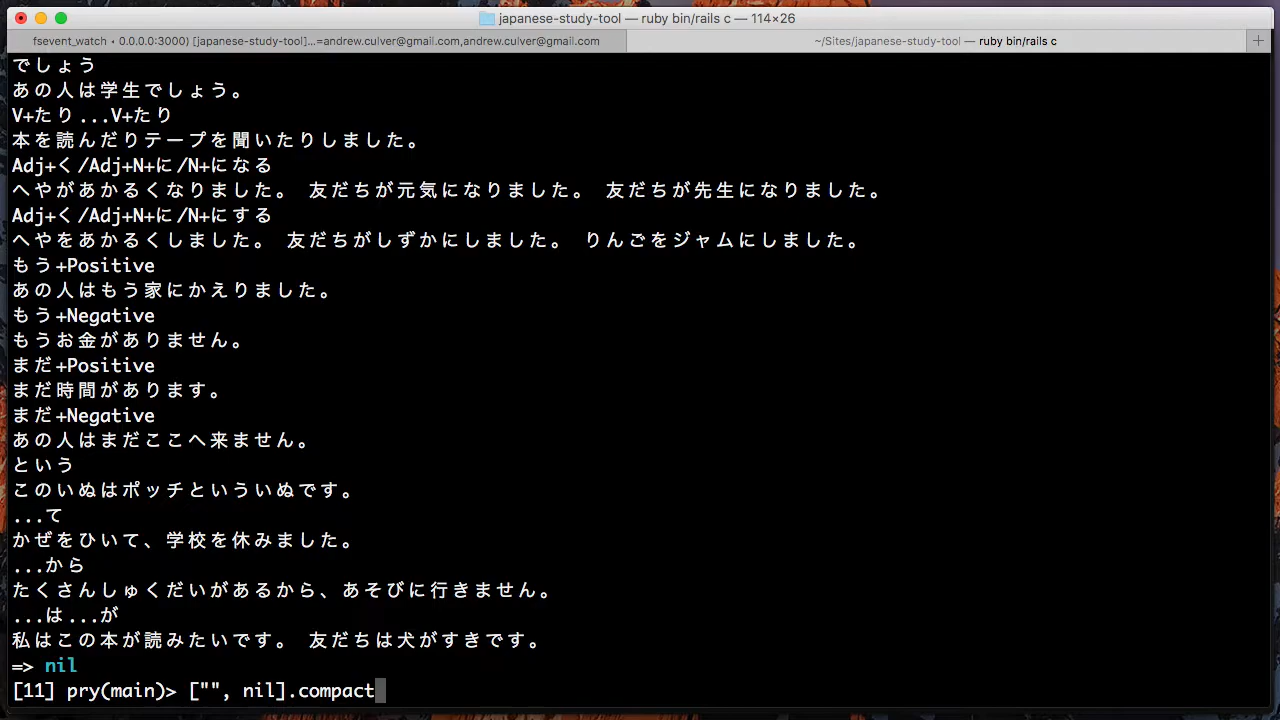 japanese-study-tool — ruby bin/rails c — 114×26
fsevent_watch • 0.0.0.0:3000) [japanese-study-tool]...=andrew.culver@gmail.com,andrew.culver@gmail.com
~/Sites/japanese-study-tool — ruby bin/rails c
でしょう
あの人は学生でしょう。
V+たり...V+たり
本を読んだりテープを聞いたりしました。
Adj+く/Adj+N+に/N+になる
へやがあかるくなりました。 友だちが元気になりました。 友だちが先生になりました。
Adj+く/Adj+N+に/N+にする
へやをあかるくしました。 友だちがしずかにしました。 りんごをジャムにしました。
もう+Positive
あの人はもう家にかえりました。
もう+Negative
もうお金がありません。
まだ+Positive
まだ時間があります。
まだ+Negative
あの人はまだここへ来ません。
という
このいぬはポッチといういぬです。
...て
かぜをひいて、学校を休みました。
...から
たくさんしゅくだいがあるから、あそびに行きません。
...は...が
私はこの本が読みたいです。 友だちは犬がすきです。
=> nil
[11] pry(main)> ["", nil].compact